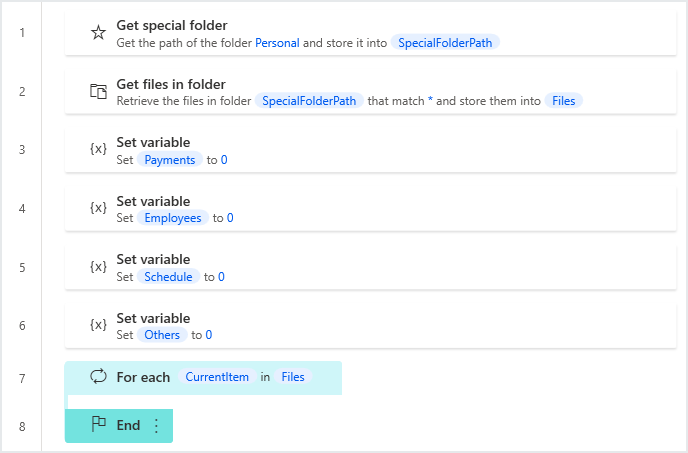 1
Get special folder
Get the path of the folder Personal and store it into SpecialFolderPath
2
Get files in folder
Retrieve the files in folder SpecialFolderPath that match * and store them into Files
3
{x} Set variable
Set Payments to 0
4
{x} Set variable
Set Employees to 0
5
{x} Set variable
Set Schedule to 0
6
{x} Set variable
Set Others to 0
7 For each CurrentItem in Files
8 End